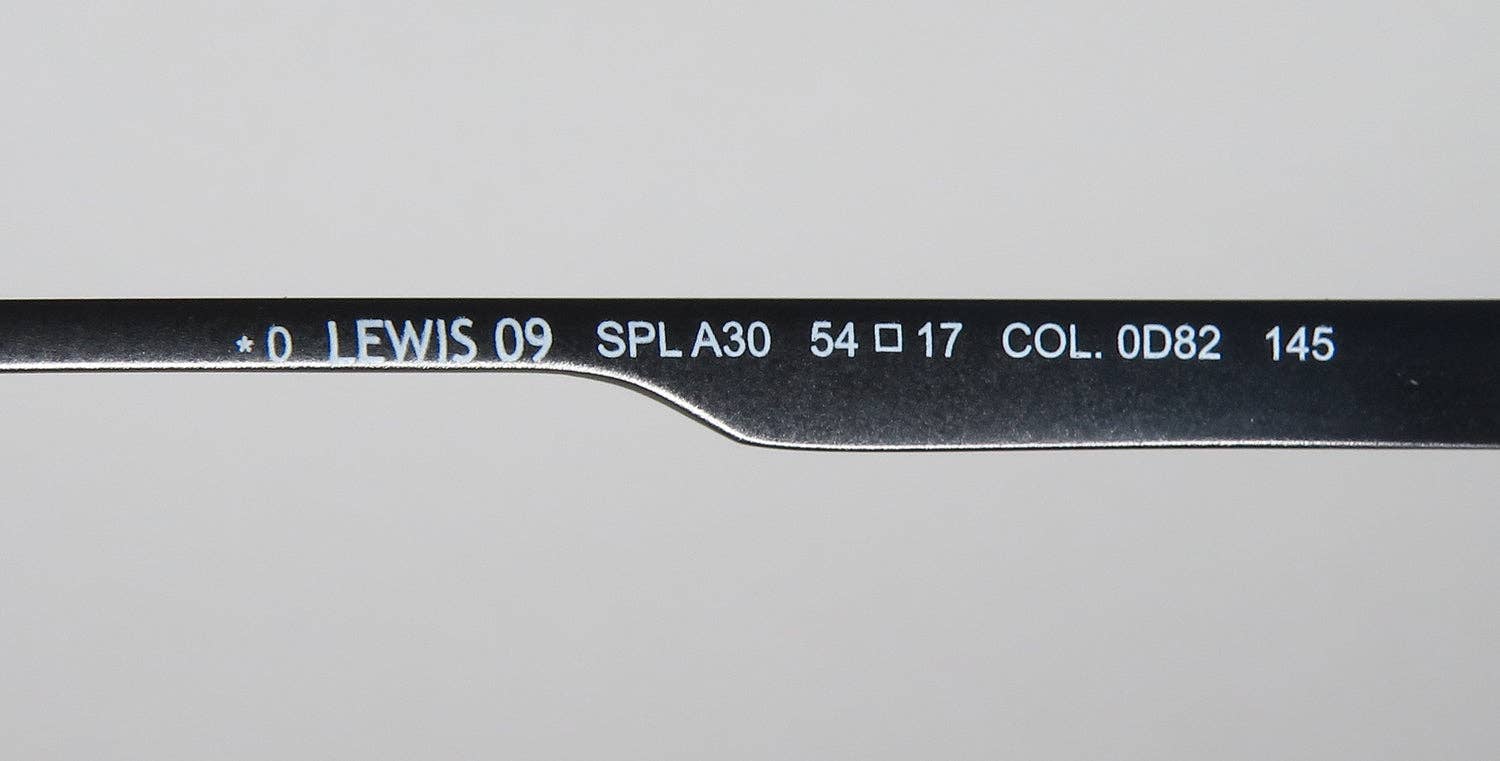 * 0 LEWIS 09 SPL A30 54 □ 17 COL. 0D82 145